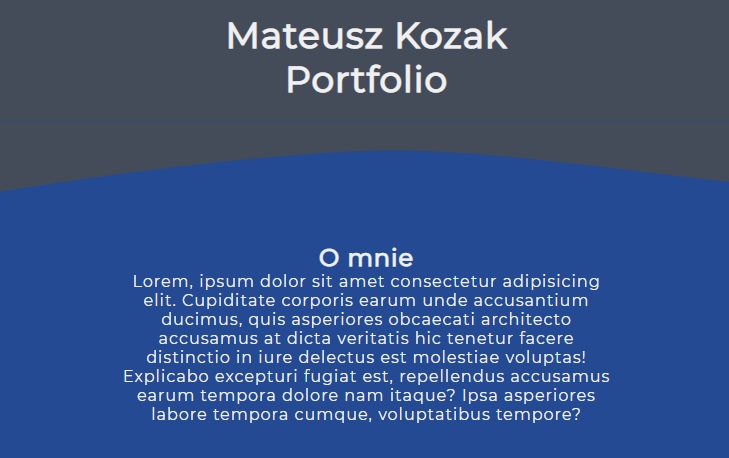 Mateusz Kozak
Portfolio
O mnie
Lorem, ipsum dolor sit amet consectetur adipisicing
elit. Cupiditate corporis earum unde accusantium
ducimus, quis asperiores obcaecati architecto
accusamus at dicta veritatis hic tenetur facere
distinctio in iure delectus est molestiae voluptas!
Explicabo excepturi fugiat est, repellendus accusamus
earum tempora dolore nam itaque? Ipsa asperiores
labore tempora cumque, voluptatibus tempore?